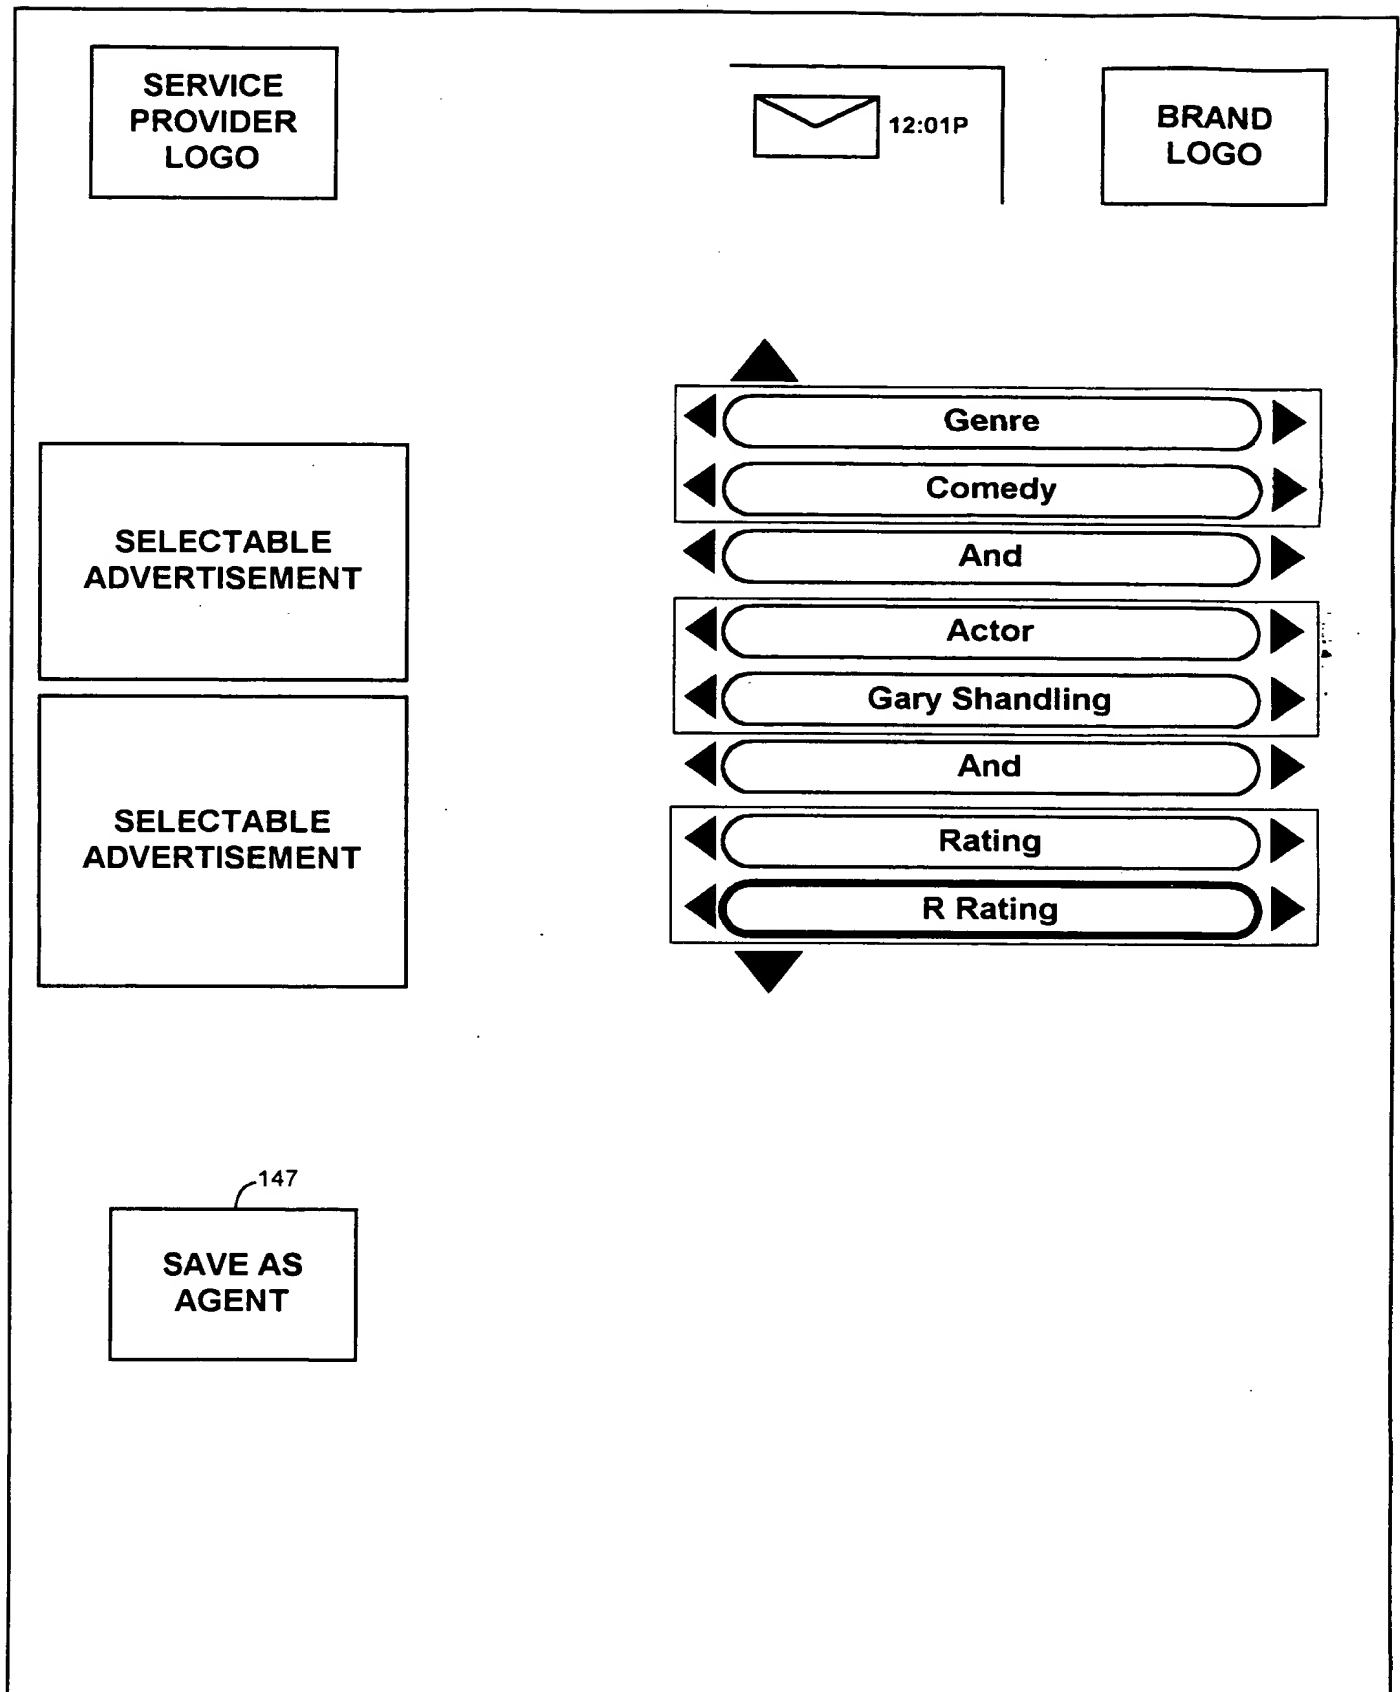 SERVICE
PROVIDER
LOGO
12:01P
BRAND
LOGO
Genre
Comedy
And
Actor
Gary Shandling
And
Rating
R Rating
SELECTABLE
ADVERTISEMENT
SELECTABLE
ADVERTISEMENT
147
SAVE AS
AGENT